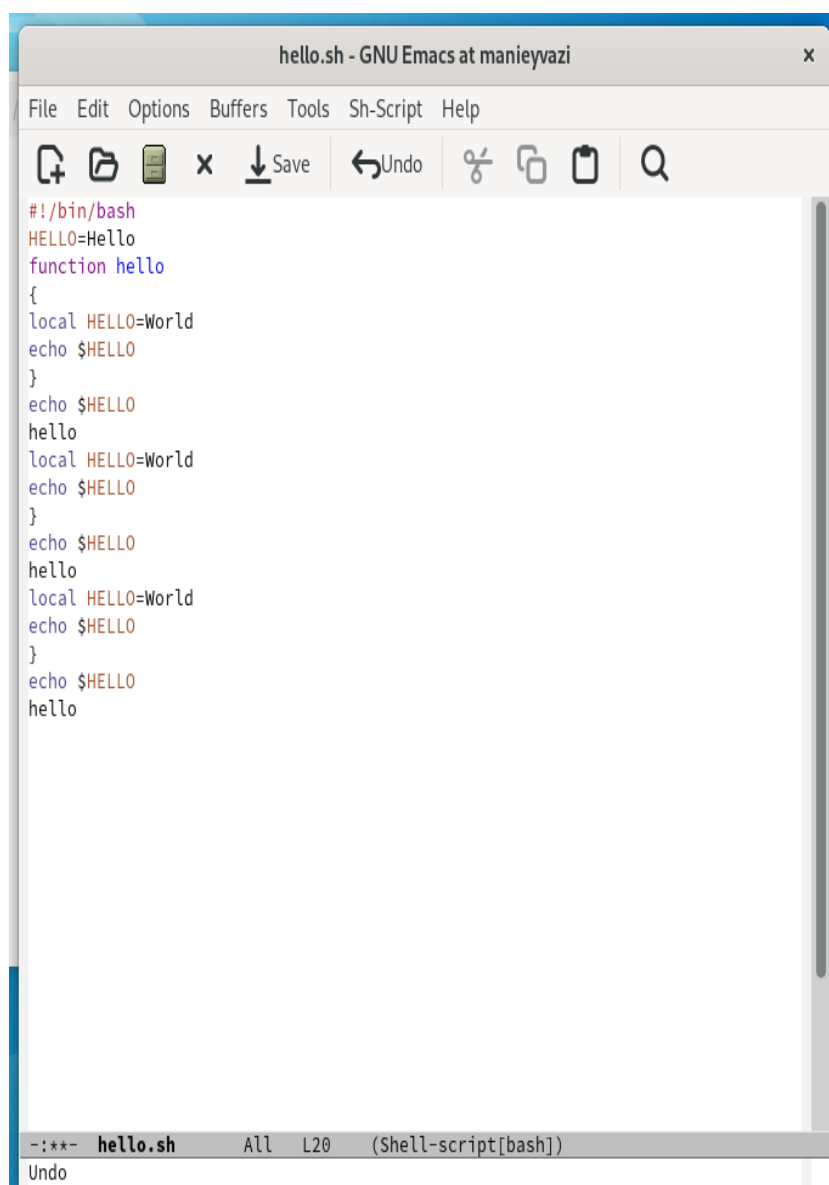 hello.sh - GNU Emacs at manieyvazi x
File Edit Options Buffers Tools Sh-Script Help
Save Undo
#!/bin/bash
HELLO=Hello
function hello
{
local HELLO=World
echo $HELLO
}
echo $HELLO
hello
local HELLO=World
echo $HELLO
}
echo $HELLO
hello
local HELLO=World
echo $HELLO
}
echo $HELLO
hello
-:**- hello.sh All L20 (Shell-script[bash])
Undo